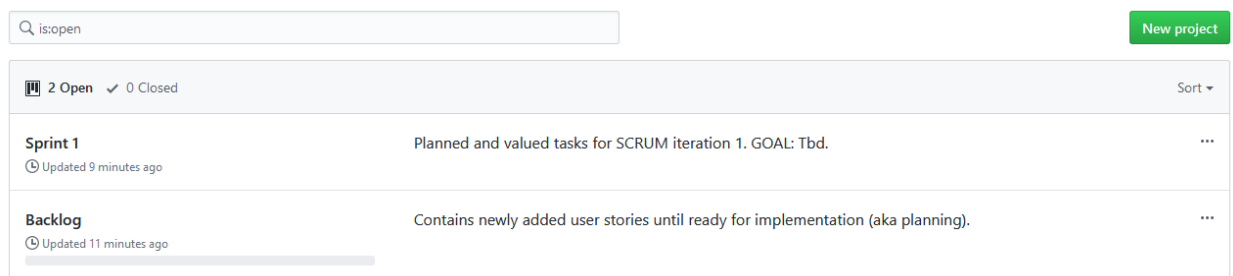 is:open
New project
2 Open 0 Closed
Sort
Sprint 1
Planned and valued tasks for SCRUM iteration 1. GOAL: Tbd.
Updated 9 minutes ago
Backlog
Contains newly added user stories until ready for implementation (aka planning).
Updated 11 minutes ago